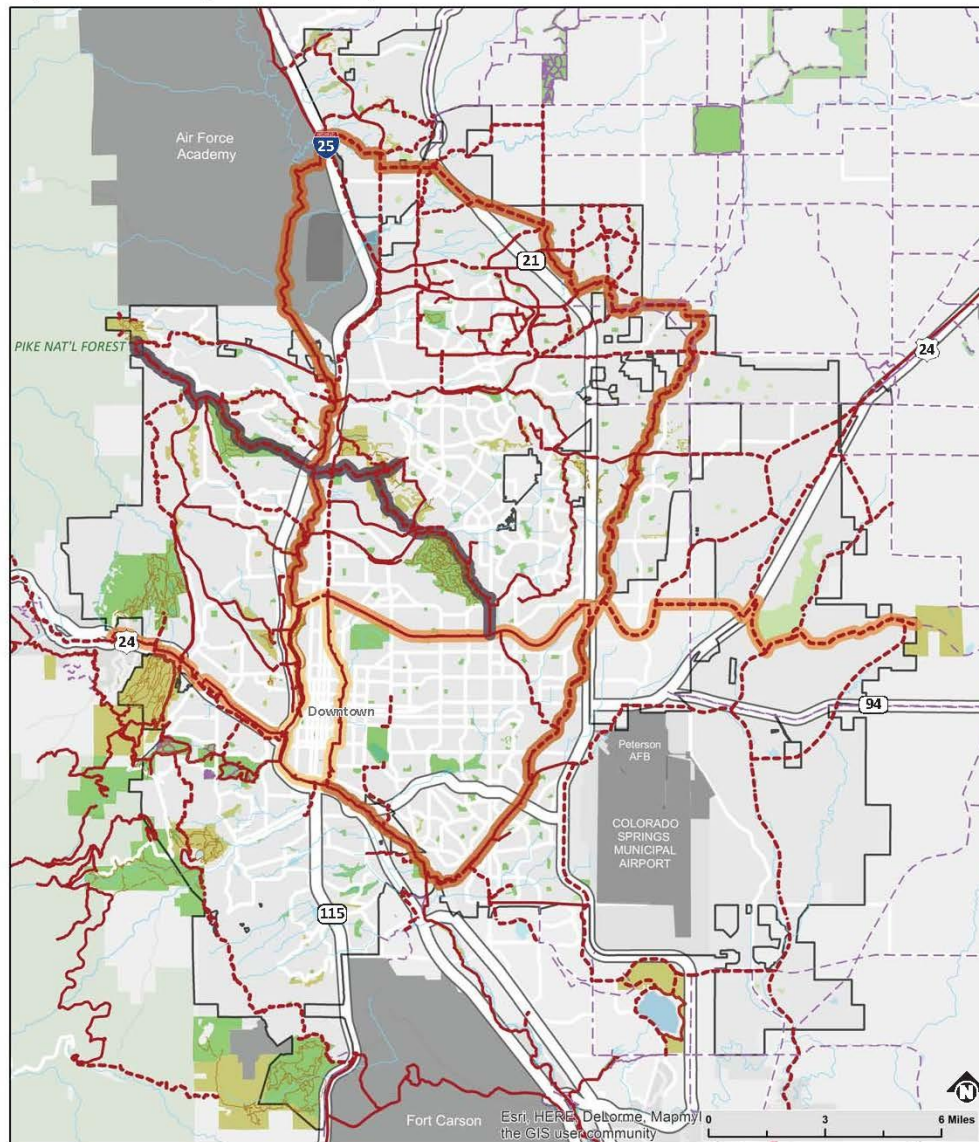 Air Force
Academy
25
21
24
PIKE NAT'L FOREST
24
Downtown
94
Peterson
AFB
COLORADO
SPRINGS
MUNICIPAL
AIRPORT
115
N
Fort Carson
Esri, HERE, DeLorme, MapmyI
the GIS user community
0 3 6 Miles